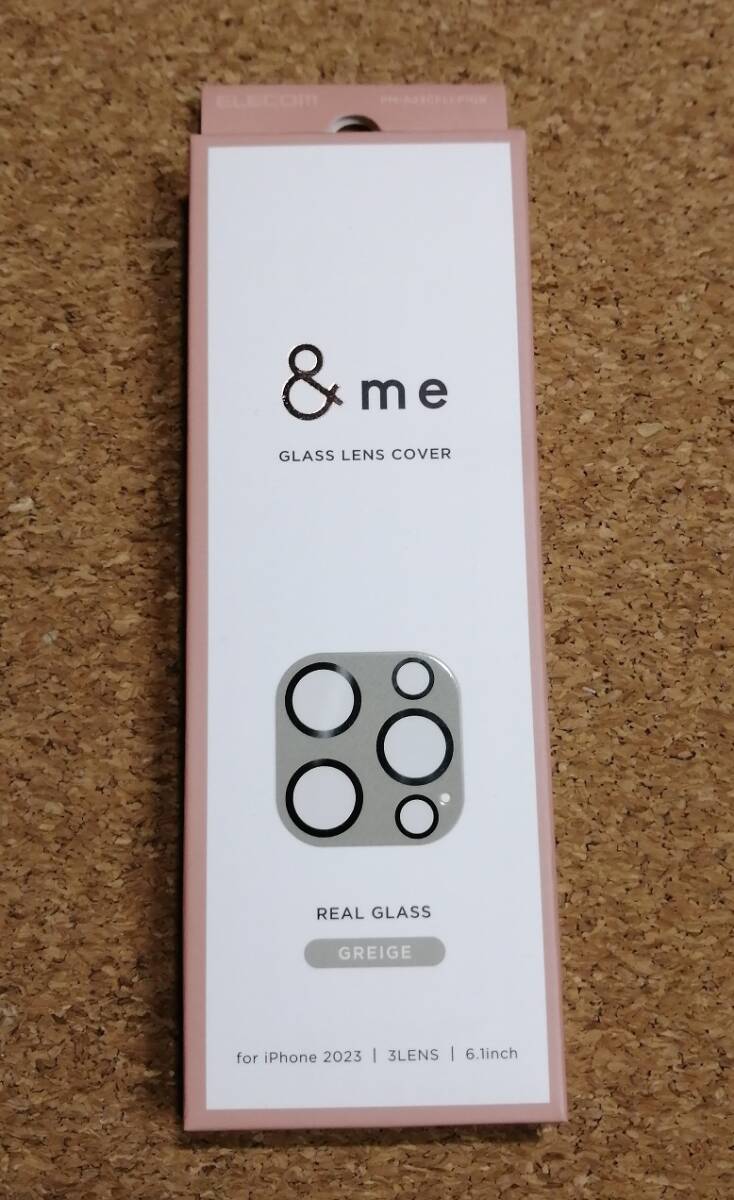 ELECOM
& me
GLASS LENS COVER
REAL GLASS
GREIGE
for iPhone 2023 | 3LENS | 6.1inch